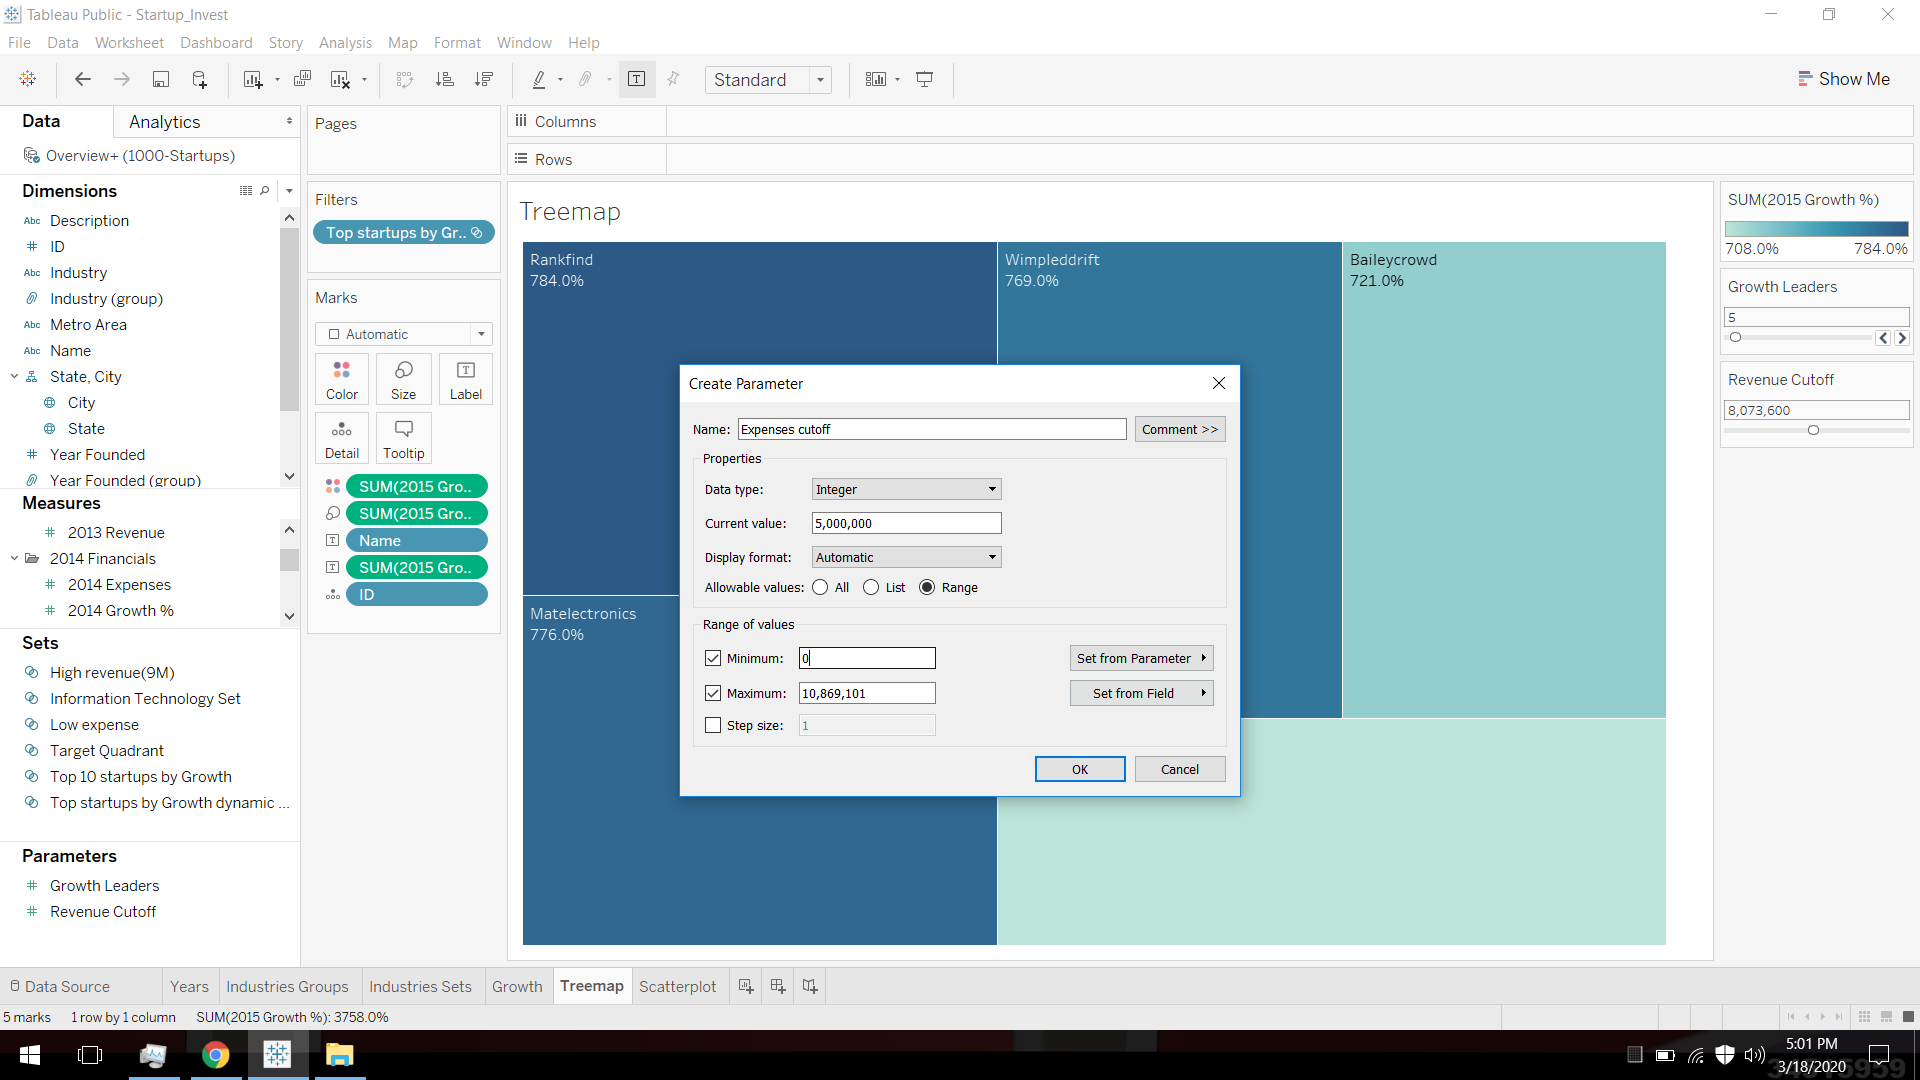 Tableau Public - Startup_Invest
File Data Worksheet Dashboard Story Analysis Map Format Window Help
Standard
Show Me
Data Analytics
Overview+ (1000-Startups)
Dimensions
Abc Description
ID
Abc Industry
Industry (group)
Abc Metro Area
Abc Name
State, City
City
State
Year Founded
Year Founded (group)
Measures
2013 Revenue
2014 Financials
2014 Expenses
2014 Growth %
Sets
High revenue(9M)
Information Technology Set
Low expense
Target Quadrant
Top 10 startups by Growth
Top startups by Growth dynamic ...
Parameters
Growth Leaders
Revenue Cutoff
Pages
Filters
Top startups by Gr..
Marks
Automatic
Color Size Label
Detail Tooltip
SUM(2015 Gro..
SUM(2015 Gro..
Name
SUM(2015 Gro..
ID
Columns
Rows
Treemap
Rankfind
784.0%
Wimpleddrift
769.0%
Baileycrowd
721.0%
Matelectronics
776.0%
Create Parameter
Name: Expenses cutoff Comment >>
Properties
Data type: Integer
Current value: 5,000,000
Display format: Automatic
Allowable values: All List Range
Range of values
Minimum: 0 Set from Parameter
Maximum: 10,869,101 Set from Field
Step size: 1
OK Cancel
SUM(2015 Growth %)
708.0% 784.0%
Growth Leaders
5
Revenue Cutoff
8,073,600
Data Source Years Industries Groups Industries Sets Growth Treemap Scatterplot
5 marks 1 row by 1 column SUM(2015 Growth %): 3758.0%
5:01 PM
3/18/2020